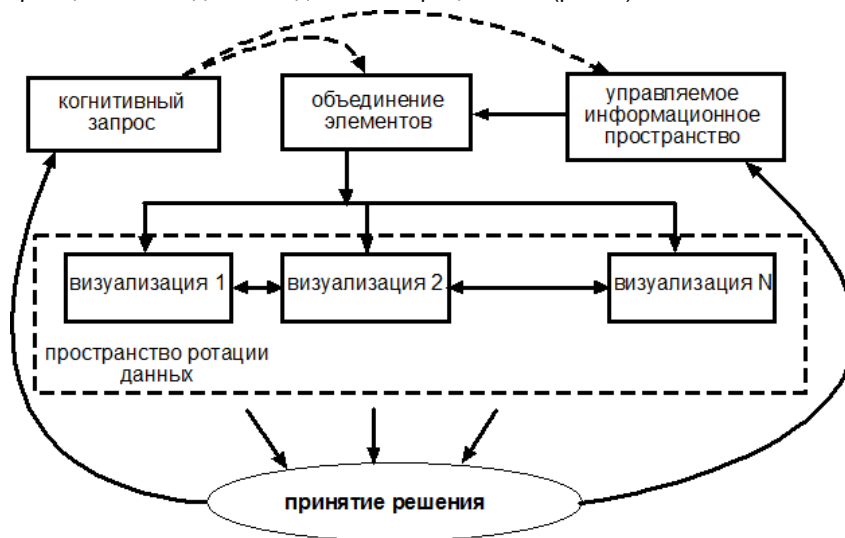 когнитивный
запрос
объединение
элементов
управляемое
информационное
пространство
визуализация 1
визуализация 2
визуализация N
пространство ротации
данных
принятие решения